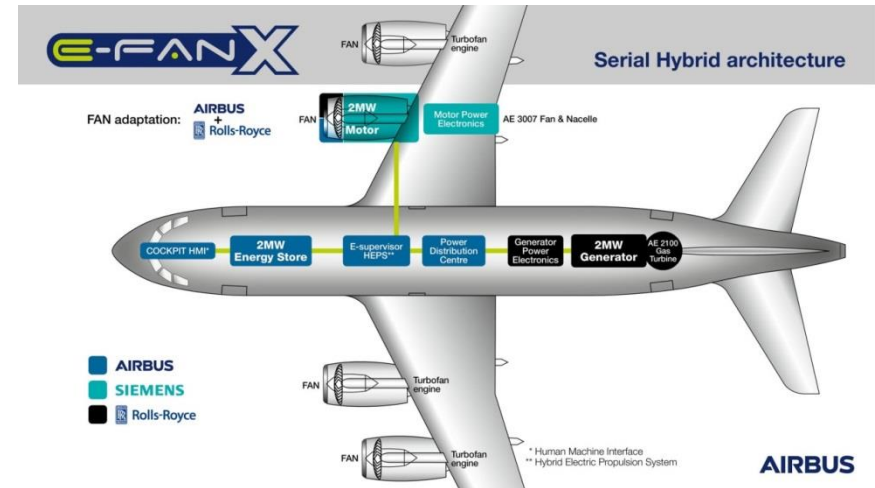 E-FAN X
Serial Hybrid architecture
FAN
Turbofan
engine
FAN adaptation:
AIRBUS
+
RR Rolls-Royce
FAN
2MW
Motor
Motor Power
Electronics
AE 3007 Fan & Nacelle
COCKPIT HMI*
2MW
Energy Store
E-supervisor
HEPS**
Power
Distribution
Centre
Generator
Power
Electronics
2MW
Generator
AE 2100
Gas
Turbine
AIRBUS
SIEMENS
RR Rolls-Royce
FAN
Turbofan
engine
FAN
Turbofan
engine
* Human Machine Interface
** Hybrid Electric Propulsion System
AIRBUS